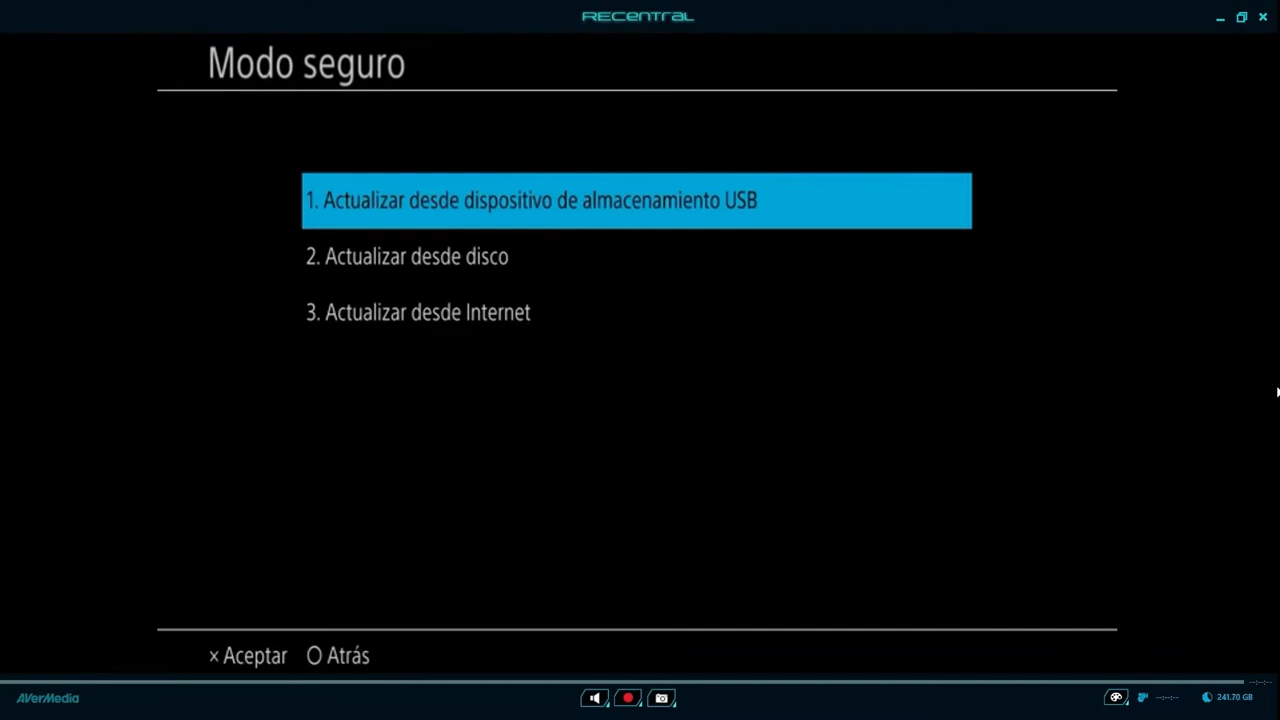 RECentral
Modo seguro
1. Actualizar desde dispositivo de almacenamiento USB
2. Actualizar desde disco
3. Actualizar desde Internet
× Aceptar O Atrás
--:--:--
AVerMedia
--:--:--
241.70 GB